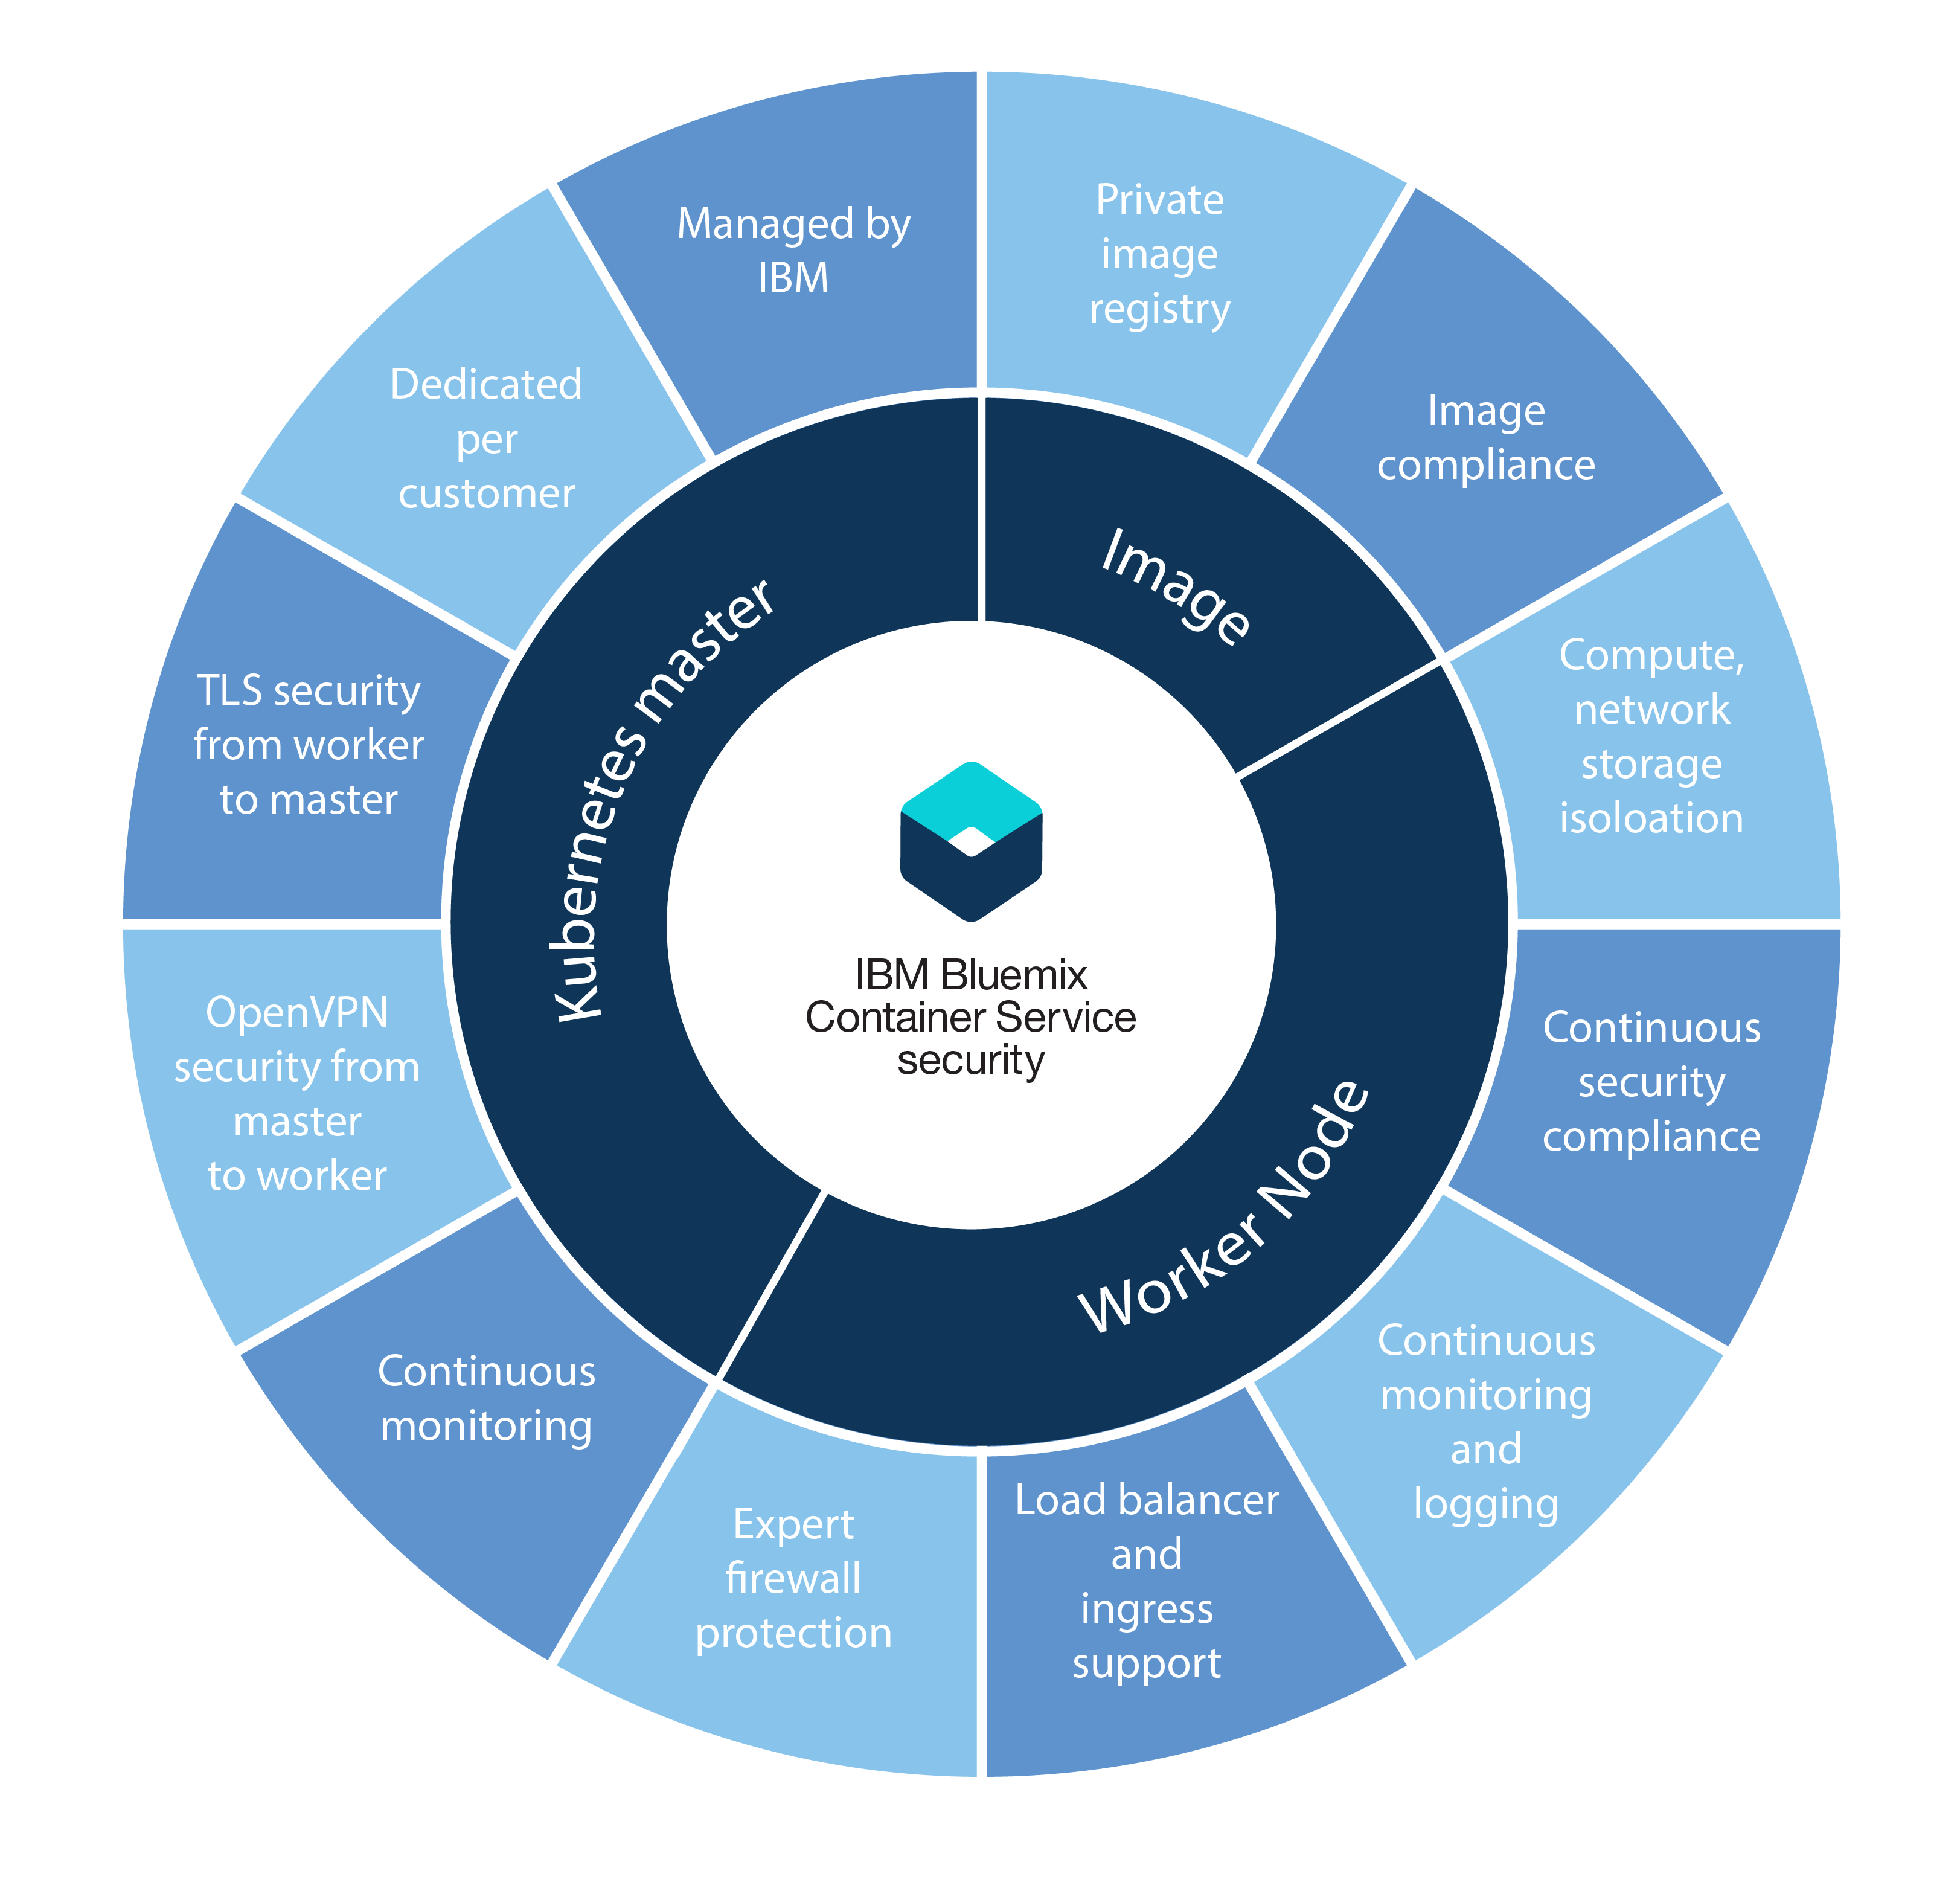 Managed by
IBM
Private
image
registry
Image
compliance
Compute,
network
storage
isoloation
Continuous
security
compliance
Continuous
monitoring
and
logging
Load balancer
and
ingress
support
Expert
firewall
protection
Continuous
monitoring
OpenVPN
security from
master
to worker
TLS security
from worker
to master
Dedicated
per
customer
Kubernetes master
Image
Worker Node
IBM Bluemix
Container Service
security